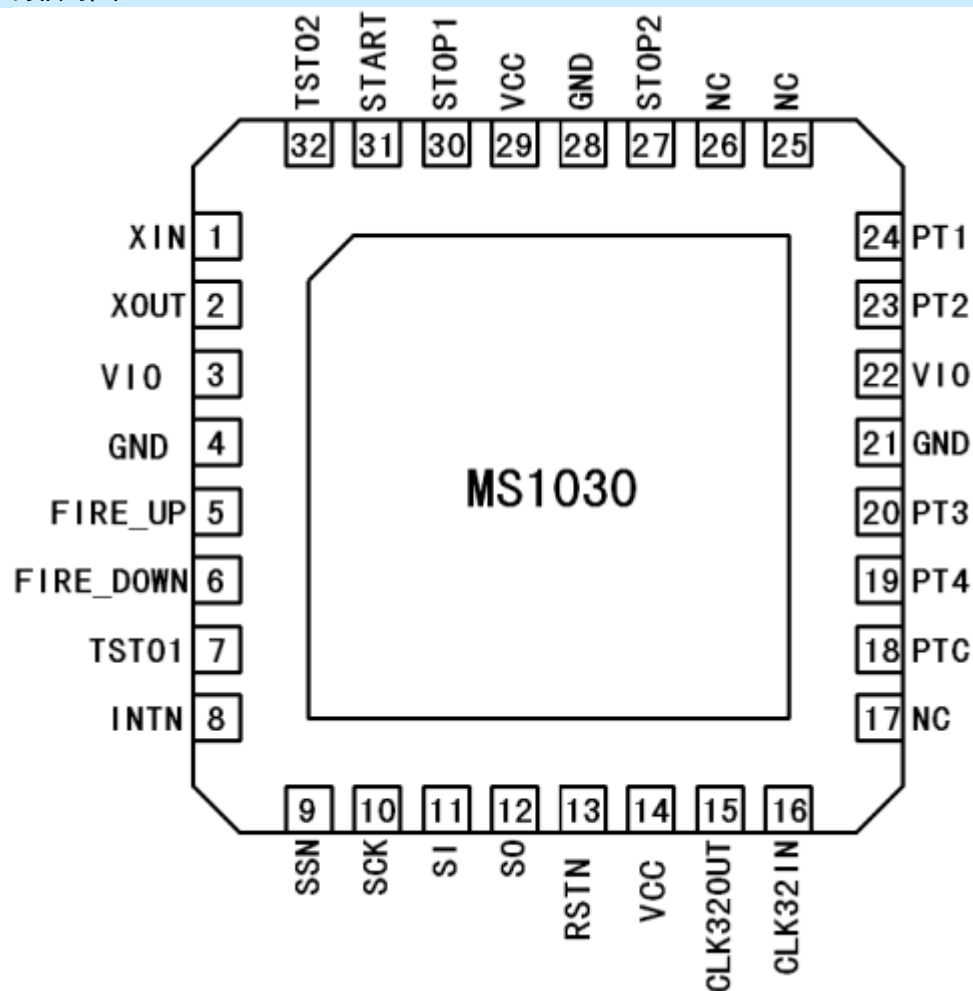 TST02
START
STOP1
VCC
GND
STOP2
NC
NC
32 31 30 29 28 27 26 25
XIN 1
XOUT 2
VIO 3
GND 4
FIRE_UP 5
FIRE_DOWN 6
TST01 7
INTN 8
MS1030
24 PT1
23 PT2
22 VIO
21 GND
20 PT3
19 PT4
18 PTC
17 NC
9 10 11 12 13 14 15 16
SSN
SCK
SI
SO
RSTN
VCC
CLK32OUT
CLK32IN